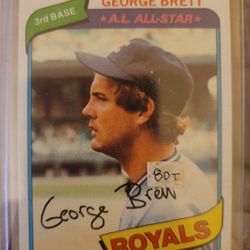 GEORGE BRETT
3rd BASE
A.L. ALL-STAR
80T
George Brett
ROYALS